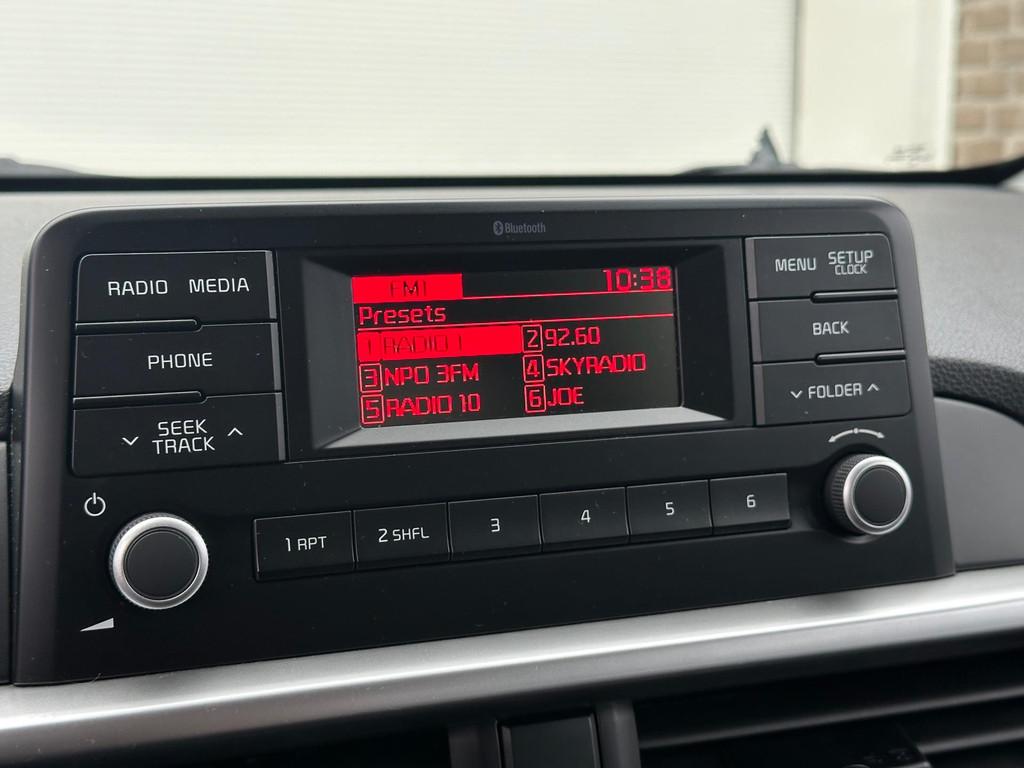 Bluetooth
RADIO MEDIA
PHONE
SEEK
TRACK
FM1 10:38
Presets
1 RADIO 1 2 92.60
3 NPO 3FM 4 SKYRADIO
5 RADIO 10 6 JOE
MENU SETUP
CLOCK
BACK
FOLDER
1 RPT 2 SHFL 3 4 5 6